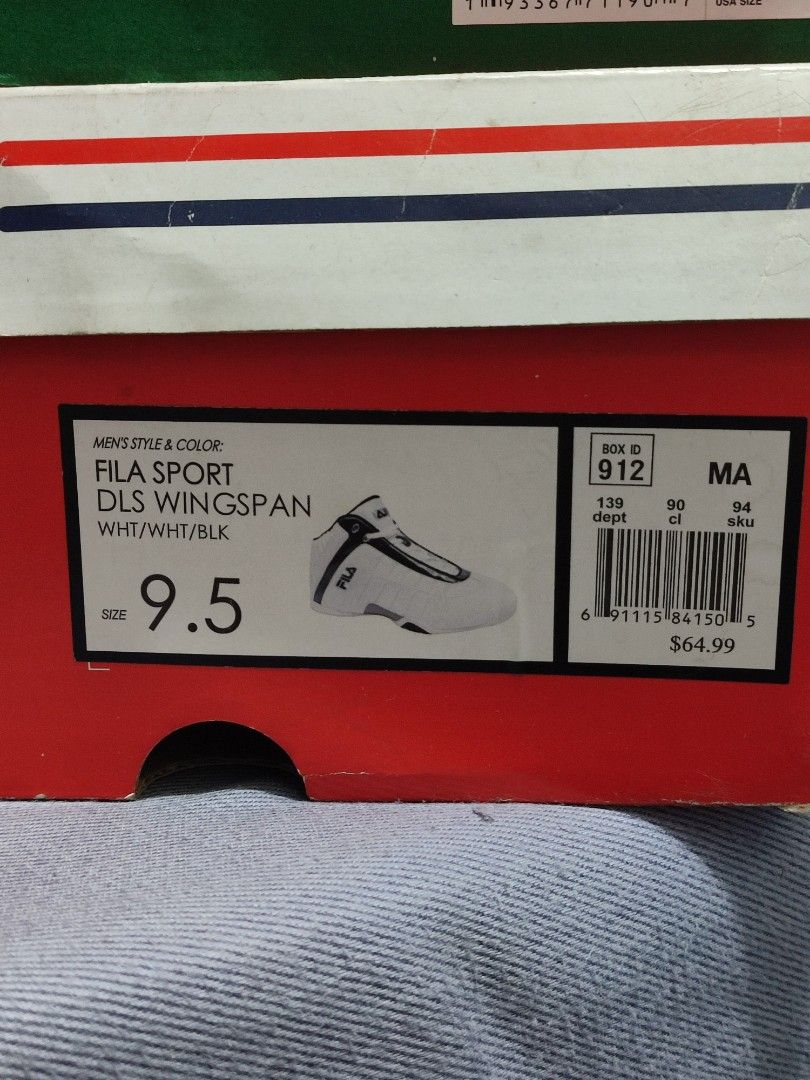 USA SIZE
MEN'S STYLE & COLOR:
FILA SPORT
DLS WINGSPAN
WHT/WHT/BLK
SIZE 9.5
FILA
BOX ID
912
MA
139 90 94
dept cl sku
6 91115 84150 5
$64.99